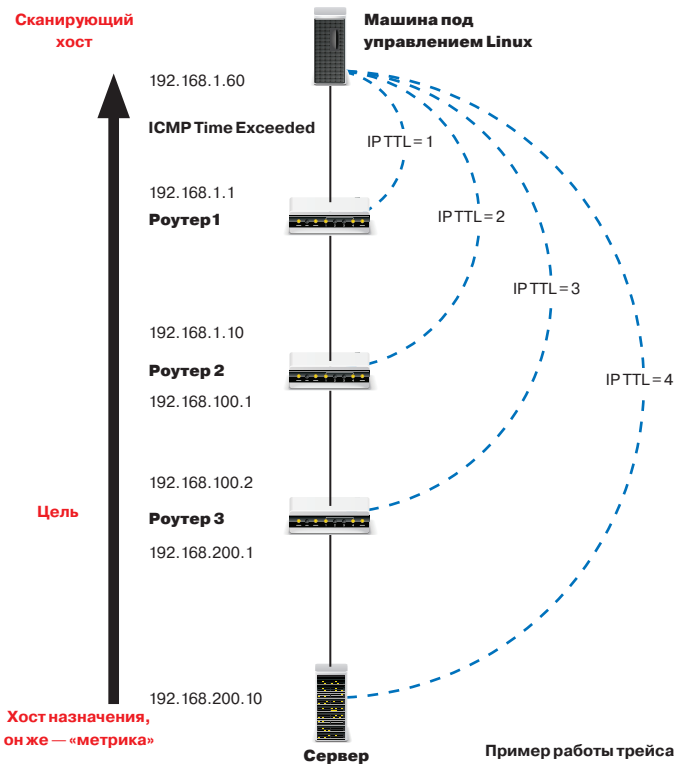 Сканирующий
хост
Машина под
управлением Linux
192.168.1.60
ICMP Time Exceeded
IP TTL = 1
192.168.1.1
Роутер 1
IP TTL = 2
IP TTL = 3
192.168.1.10
Роутер 2
IP TTL = 4
192.168.100.1
192.168.100.2
Цель
Роутер 3
192.168.200.1
192.168.200.10
Хост назначения,
он же — «метрика»
Сервер
Пример работы трейса